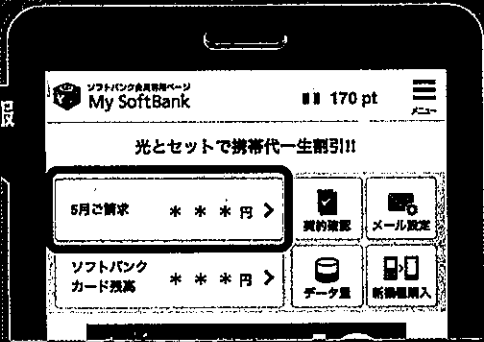 ソフトバンク会員専用ページ
My SoftBank
170 pt
メニュー
光とセットで携帯代一生割引!!
5月ご請求 ＊ ＊ ＊ 円 >
契約確認
メール設定
ソフトバンク
カード残高 ＊ ＊ ＊ 円 >
データ量
新機種購入